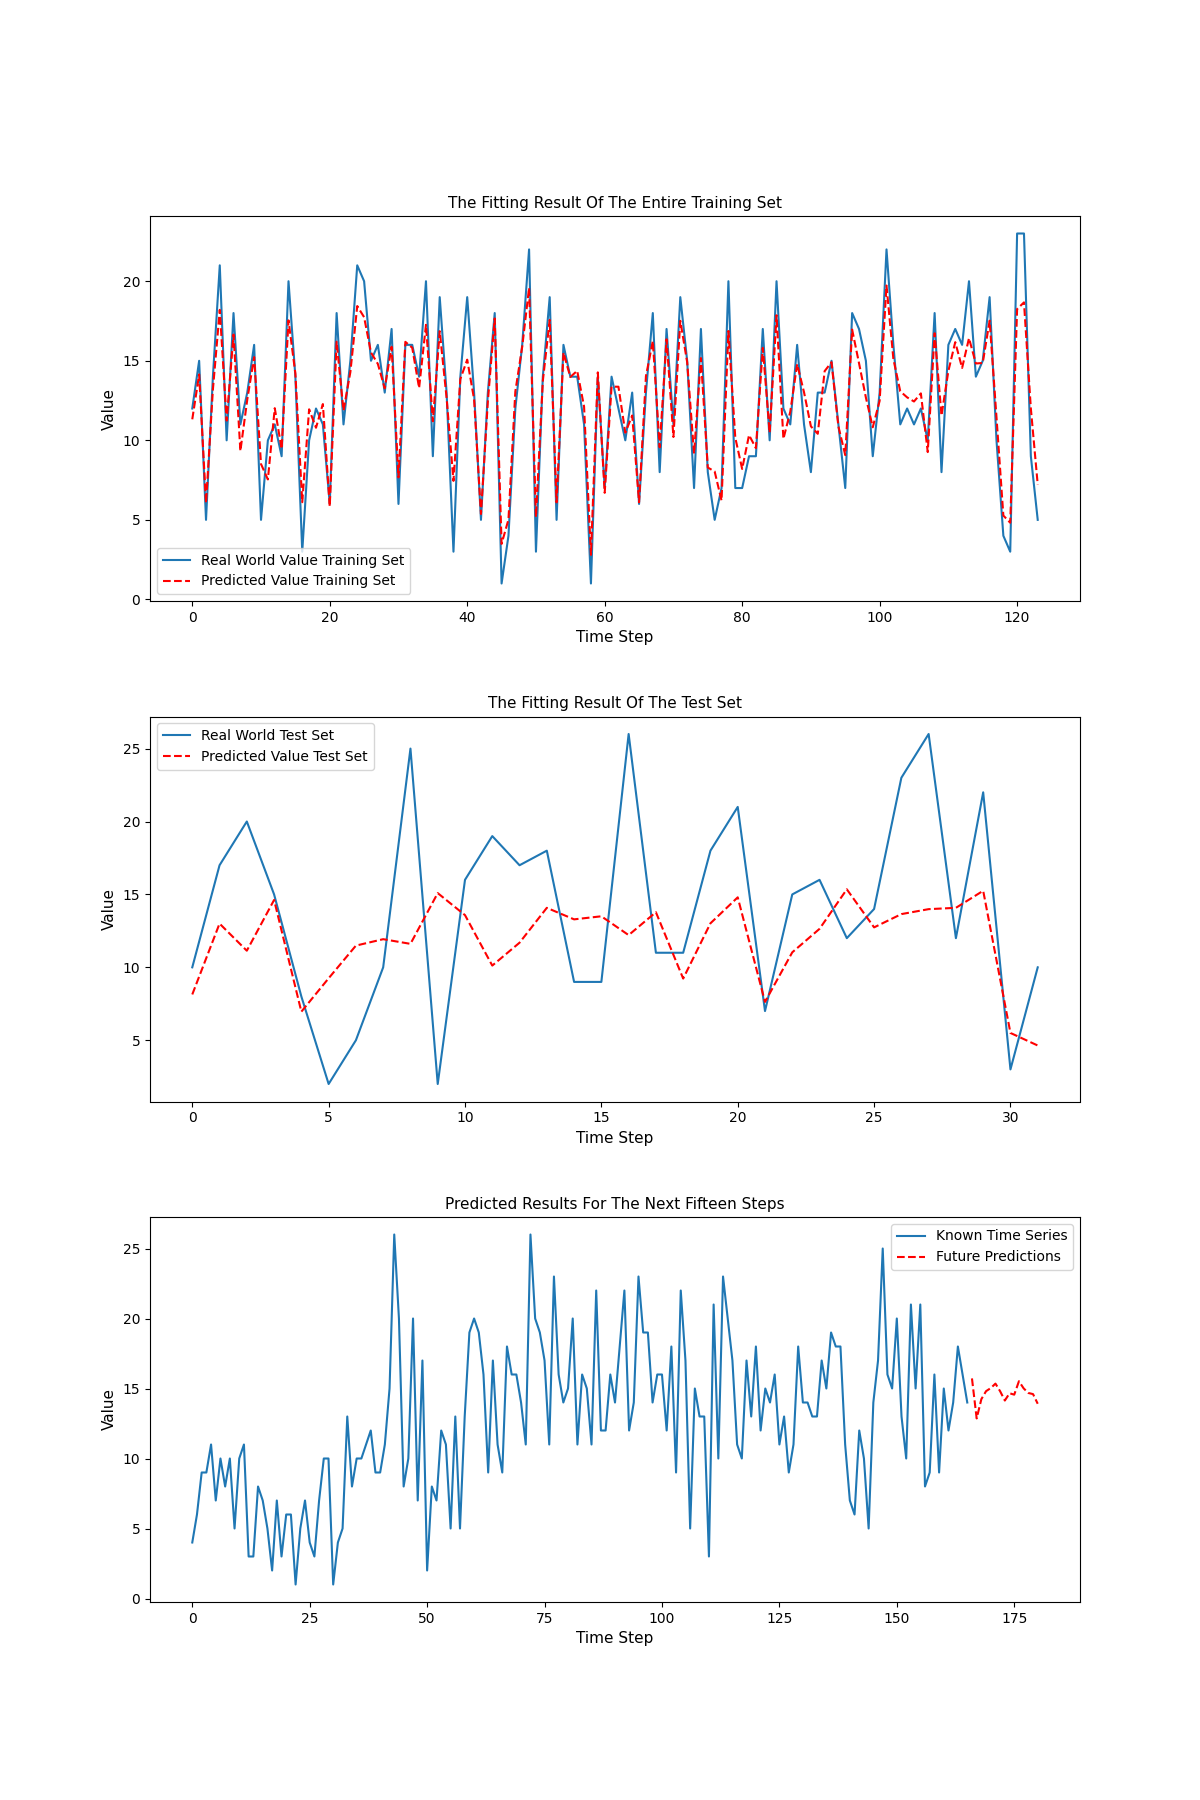 The Fitting Result Of The Entire Training Set
Value
20
15
10
5
0
Real World Value Training Set
Predicted Value Training Set
0 20 40 60 80 100 120
Time Step
The Fitting Result Of The Test Set
Value
25
20
15
10
5
Real World Test Set
Predicted Value Test Set
0 5 10 15 20 25 30
Time Step
Predicted Results For The Next Fifteen Steps
Value
25
20
15
10
5
0
Known Time Series
Future Predictions
0 25 50 75 100 125 150 175
Time Step